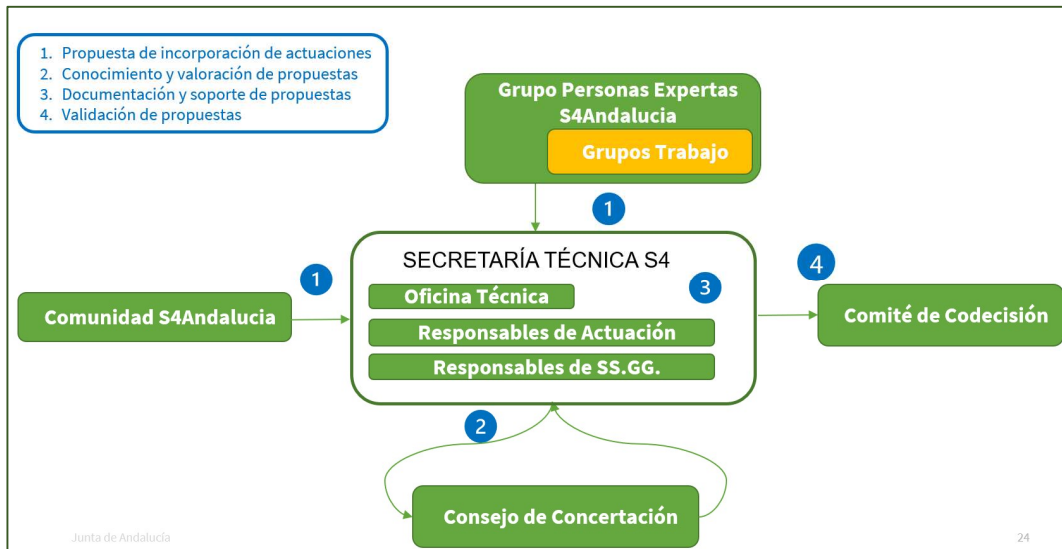 1. Propuesta de incorporación de actuaciones
2. Conocimiento y valoración de propuestas
3. Documentación y soporte de propuestas
4. Validación de propuestas
Grupo Personas Expertas
S4Andalucia
Grupos Trabajo
1
SECRETARÍA TÉCNICA S4
Oficina Técnica
3
Responsables de Actuación
Responsables de SS.GG.
1
Comunidad S4Andalucia
4
Comité de Codecisión
2
Consejo de Concertación
Junta de Andalucía
24